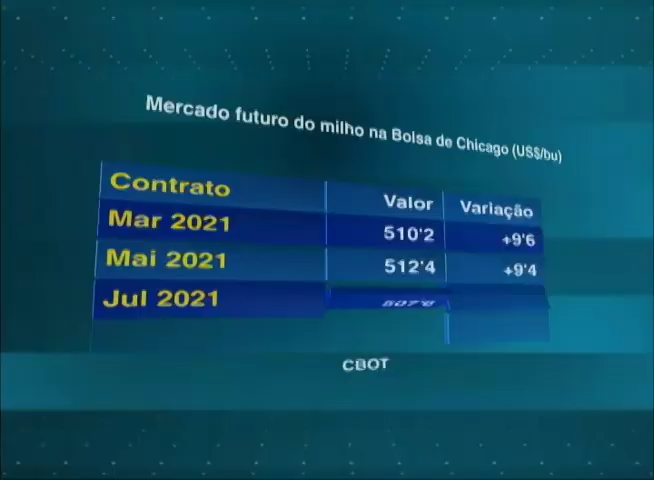 Mercado futuro do milho na Bolsa de Chicago (US$/bu)
Contrato Valor Variação
Mar 2021 510'2 +9'6
Mai 2021 512'4 +9'4
Jul 2021
CBOT